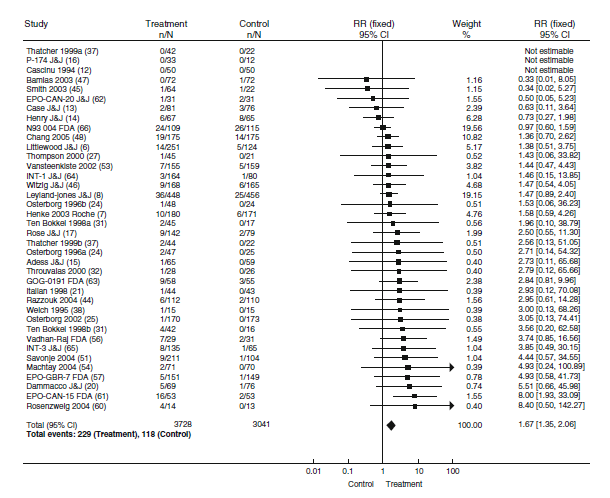 Study Treatment Control RR (fixed) Weight RR (fixed)
n/N n/N 95% CI % 95% CI
Thatcher 1999a (37) 0/42 0/22 Not estimable
P-174 J&J (16) 0/33 0/12 Not estimable
Cascinu 1994 (12) 0/50 0/50 Not estimable
Bamias 2003 (47) 0/72 1/72 1.16 0.33 [0.01, 8.05]
Smith 2003 (45) 1/64 1/22 1.15 0.34 [0.02, 5.27]
EPO-CAN-20 J&J (62) 1/31 2/31 1.55 0.50 [0.05, 5.23]
Case J&J (13) 2/81 3/76 2.39 0.63 [0.11, 3.64]
Henry J&J (14) 6/67 8/65 6.28 0.73 [0.27, 1.98]
N93 004 FDA (66) 24/109 26/115 19.56 0.97 [0.60, 1.59]
Chang 2005 (48) 19/175 14/175 10.82 1.36 [0.70, 2.62]
Littlewood J&J (6) 14/251 5/124 5.17 1.38 [0.51, 3.75]
Thompson 2000 (27) 1/45 0/21 0.52 1.43 [0.06, 33.82]
Vansteenkiste 2002 (53) 7/155 5/159 3.82 1.44 [0.47, 4.43]
INT-1 J&J (64) 3/164 1/80 1.04 1.46 [0.15, 13.85]
Witzig J&J (46) 9/168 6/165 4.68 1.47 [0.54, 4.05]
Leyland-jones J&J (8) 36/448 25/456 19.15 1.47 [0.89, 2.40]
Osterborg 1996b (24) 1/48 0/24 0.51 1.53 [0.06, 36.23]
Henke 2003 Roche (7) 10/180 6/171 4.76 1.58 [0.59, 4.26]
Ten Bokkel 1998a (31) 2/45 0/17 0.56 1.96 [0.10, 38.79]
Rose J&J (17) 9/142 2/79 1.99 2.50 [0.55, 11.30]
Thatcher 1999b (37) 2/44 0/22 0.51 2.56 [0.13, 51.05]
Osterborg 1996a (24) 2/47 0/25 0.50 2.71 [0.14, 54.32]
Adess J&J (15) 1/65 0/59 0.40 2.73 [0.11, 65.68]
Throuvalas 2000 (32) 1/28 0/26 0.40 2.79 [0.12, 65.66]
GOG-0191 FDA (63) 9/58 3/55 2.38 2.84 [0.81, 9.96]
Italian 1998 (21) 1/44 0/43 0.39 2.93 [0.12, 70.08]
Razzouk 2004 (44) 6/112 2/110 1.56 2.95 [0.61, 14.28]
Welch 1995 (38) 1/15 0/15 0.39 3.00 [0.13, 68.26]
Osterborg 2002 (25) 1/170 0/173 0.38 3.05 [0.13, 74.41]
Ten Bokkel 1998b (31) 4/42 0/16 0.55 3.56 [0.20, 62.58]
Vadhan-Raj FDA (56) 7/29 2/31 1.49 3.74 [0.85, 16.56]
INT-3 J&J (65) 8/135 1/65 1.04 3.85 [0.49, 30.15]
Savonije 2004 (51) 9/211 1/104 1.04 4.44 [0.57, 34.55]
Machtay 2004 (54) 2/71 0/70 0.39 4.93 [0.24, 100.89]
EPO-GBR-7 FDA (57) 5/151 1/149 0.78 4.93 [0.58, 41.73]
Dammacco J&J (20) 5/69 1/76 0.74 5.51 [0.66, 45.98]
EPO-CAN-15 FDA (61) 16/53 2/53 1.55 8.00 [1.93, 33.09]
Rosenzweig 2004 (60) 4/14 0/13 0.40 8.40 [0.50, 142.27]
Total (95% CI) 3728 3041 100.00 1.67 [1.35, 2.06]
Total events: 229 (Treatment), 118 (Control)
0.01 0.1 1 10 100
Control Treatment